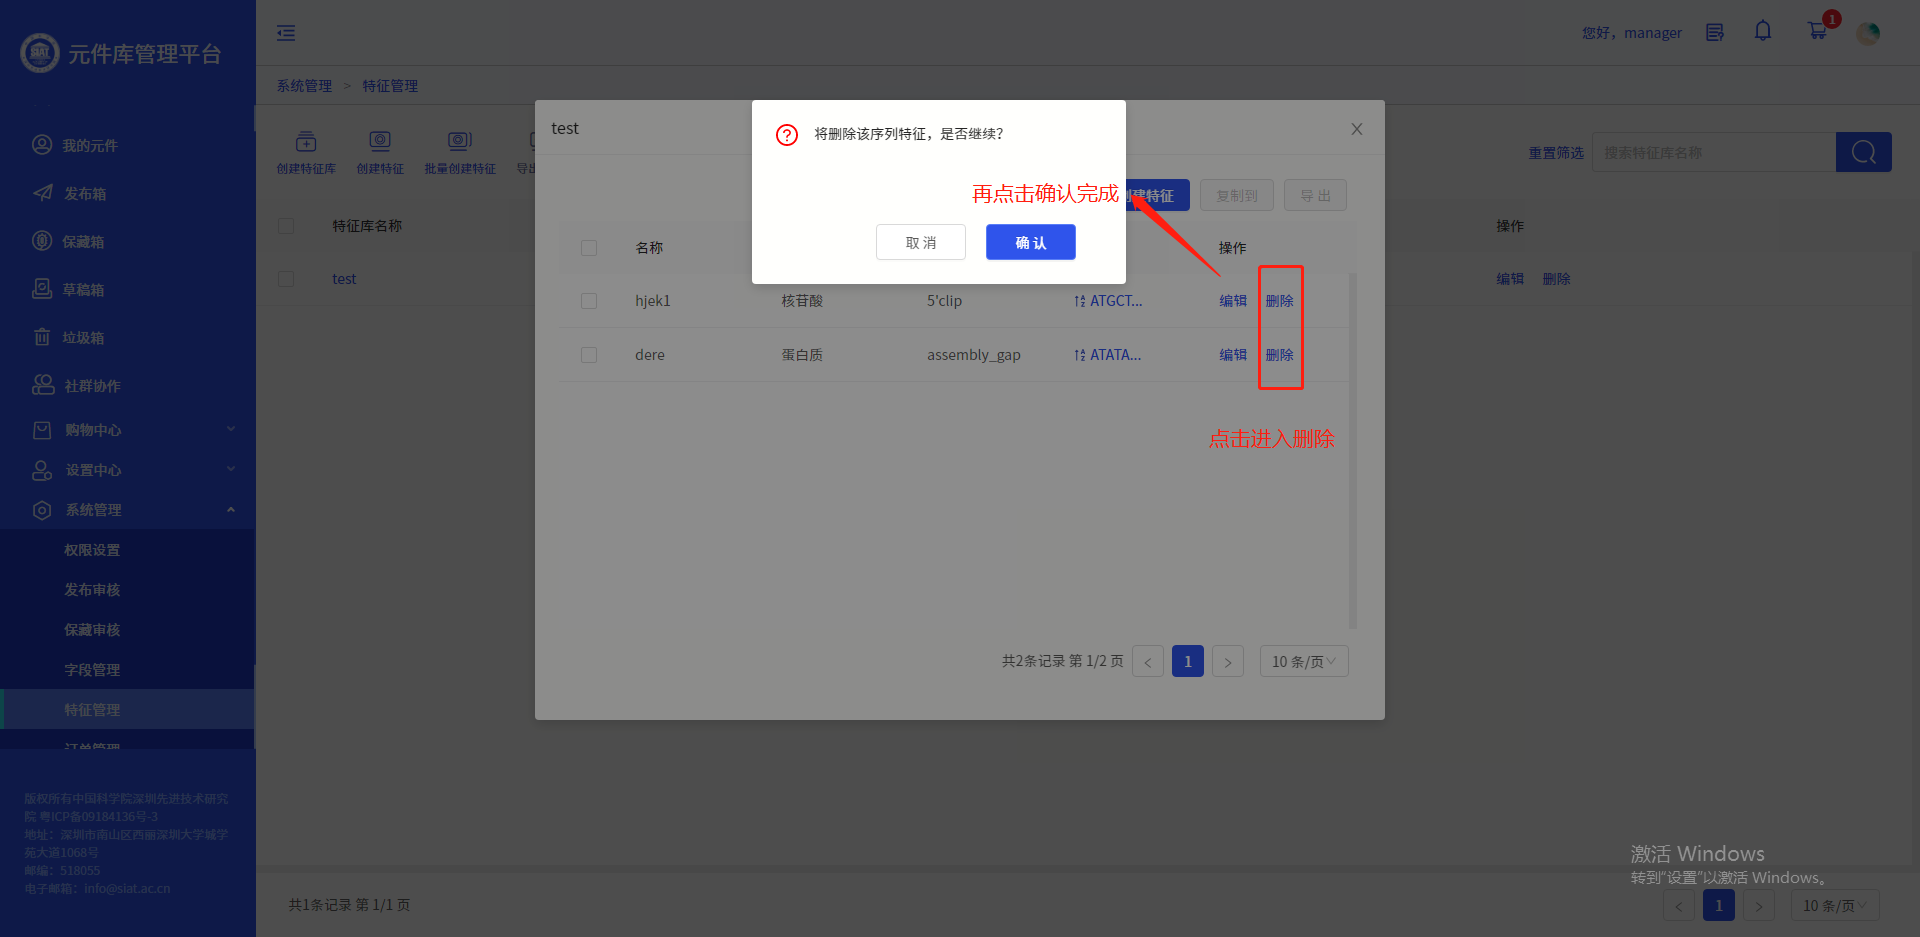 元件库管理平台
您好，manager
1
系统管理 > 特征管理
我的元件
发布箱
保藏箱
草稿箱
垃圾箱
社群协作
购物中心
设置中心
系统管理
权限设置
发布审核
保藏审核
字段管理
特征管理
订单管理
版权所有中国科学院深圳先进技术研究
院 粤ICP备09184136号-3
地址：深圳市南山区西丽深圳大学城学
苑大道1068号
邮编：518055
电子邮箱：info@siat.ac.cn
创建特征库 创建特征 批量创建特征 导出
重置筛选 搜索特征库名称
特征库名称 操作
test 编辑 删除
test
将删除该序列特征，是否继续？
再点击确认完成
取消 确认
创建特征 复制到 导出
名称 操作
hjek1 核苷酸 5'clip ATGCT... 编辑 删除
dere 蛋白质 assembly_gap ATATA... 编辑 删除
点击进入删除
共2条记录 第 1/2 页 < 1 > 10 条/页
激活 Windows
转到"设置"以激活 Windows。
共1条记录 第 1/1 页 < 1 > 10 条/页